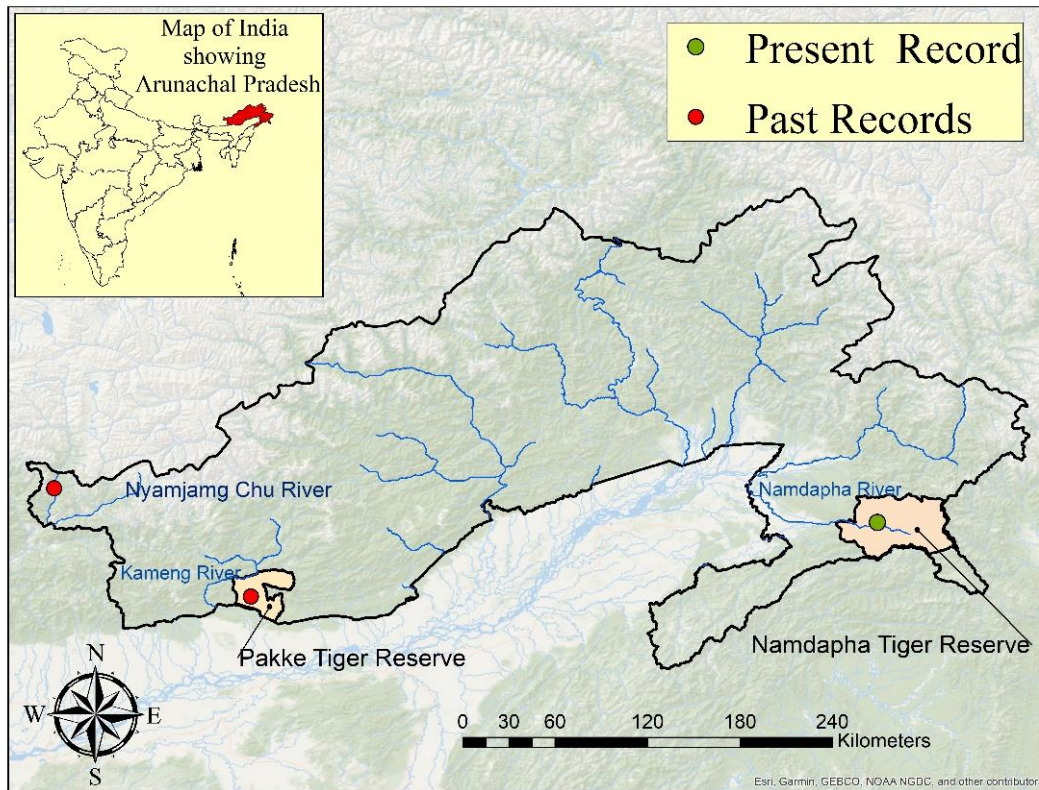 Map of India
showing
Arunachal Pradesh
Present Record
Past Records
Nyamjamg Chu River
Namdapha River
Kameng River
Pakke Tiger Reserve
Namdapha Tiger Reserve
N
W E
S
0 30 60 120 180 240
Kilometers
Esri, Garmin, GEBCO, NOAA NGDC, and other contributor